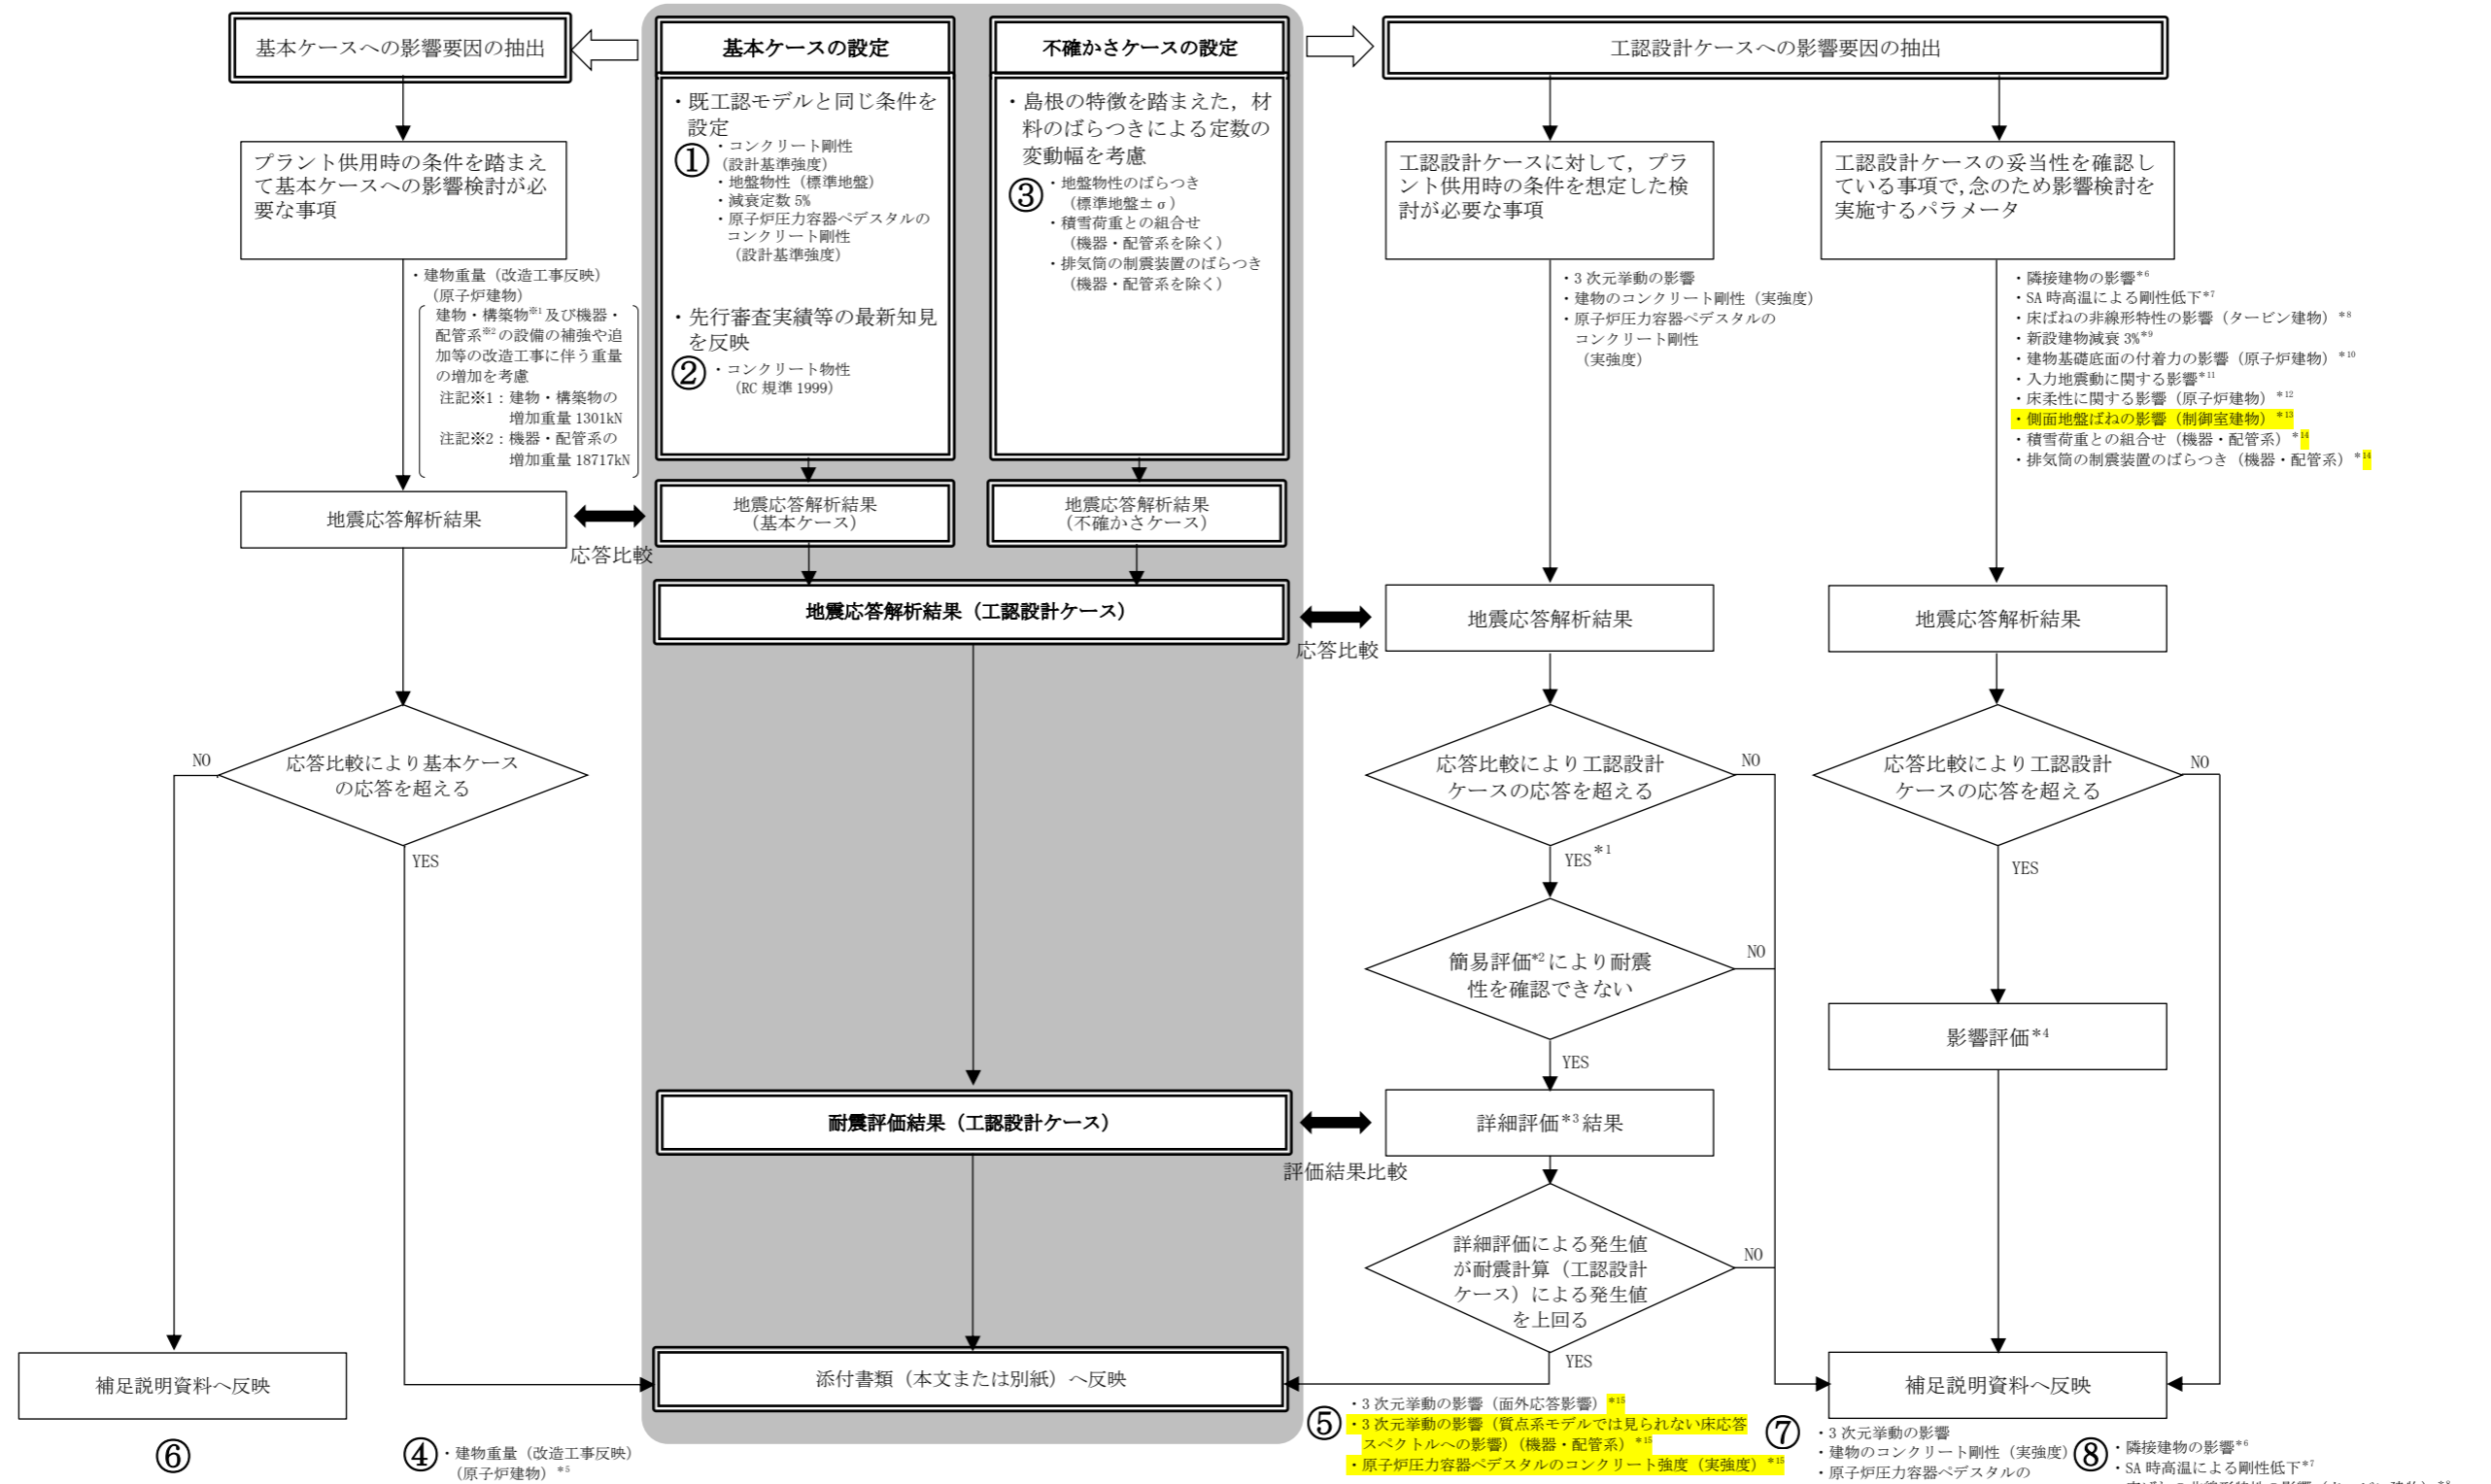 基本ケースへの影響要因の抽出
プラント供用時の条件を踏まえ
て基本ケースへの影響検討が必
要な事項
・建物重量（改造工事反映）
（原子炉建物）
建物・構築物※1及び機器・
配管系※2の設備の補強や追
加等の改造工事に伴う重量
の増加を考慮
注記※1：建物・構築物の
増加重量 1301kN
注記※2：機器・配管系の
増加重量 18717kN
地震応答解析結果
応答比較
応答比較により基本ケース
の応答を超える
NO
YES
補足説明資料へ反映
⑥
④
・建物重量（改造工事反映）
（原子炉建物）*5
基本ケースの設定
・既工認モデルと同じ条件を
設定
①
・コンクリート剛性
（設計基準強度）
・地盤物性（標準地盤）
・減衰定数 5%
・原子炉圧力容器ペデスタルの
コンクリート剛性
（設計基準強度）
・先行審査実績等の最新知見
を反映
②
・コンクリート物性
（RC 規準 1999）
不確かさケースの設定
・島根の特徴を踏まえた，材
料のばらつきによる定数の
変動幅を考慮
③
・地盤物性のばらつき
（標準地盤±σ）
・積雪荷重との組合せ
（機器・配管系を除く）
・排気筒の制震装置のばらつき
（機器・配管系を除く）
地震応答解析結果
（基本ケース）
地震応答解析結果
（不確かさケース）
地震応答解析結果（工認設計ケース）
耐震評価結果（工認設計ケース）
添付書類（本文または別紙）へ反映
工認設計ケースへの影響要因の抽出
工認設計ケースに対して，プラ
ント供用時の条件を想定した検
討が必要な事項
・3 次元挙動の影響
・建物のコンクリート剛性（実強度）
・原子炉圧力容器ペデスタルの
コンクリート剛性
（実強度）
地震応答解析結果
応答比較
応答比較により工認設計
ケースの応答を超える
NO
YES*1
簡易評価*2により耐震
性を確認できない
NO
YES
詳細評価*3結果
評価結果比較
詳細評価による発生値
が耐震計算（工認設計
ケース）による発生値
を上回る
NO
YES
⑤
・3 次元挙動の影響（面外応答影響）*15
・3 次元挙動の影響（質点系モデルでは見られない床応答
スペクトルへの影響）（機器・配管系）*15
・原子炉圧力容器ペデスタルのコンクリート強度（実強度）*15
工認設計ケースの妥当性を確認し
ている事項で，念のため影響検討を
実施するパラメータ
・隣接建物の影響*6
・SA 時高温による剛性低下*7
・床ばねの非線形特性の影響（タービン建物）*8
・新設建物減衰 3%*9
・建物基礎底面の付着力の影響（原子炉建物）*10
・入力地震動に関する影響*11
・床柔性に関する影響（原子炉建物）*12
・側面地盤ばねの影響（制御室建物）*13
・積雪荷重との組合せ（機器・配管系）*14
・排気筒の制震装置のばらつき（機器・配管系）*14
地震応答解析結果
応答比較により工認設計
ケースの応答を超える
NO
YES
影響評価*4
補足説明資料へ反映
⑦
・3 次元挙動の影響
・建物のコンクリート剛性（実強度）
・原子炉圧力容器ペデスタルの
⑧
・隣接建物の影響*6
・SA 時高温による剛性低下*7